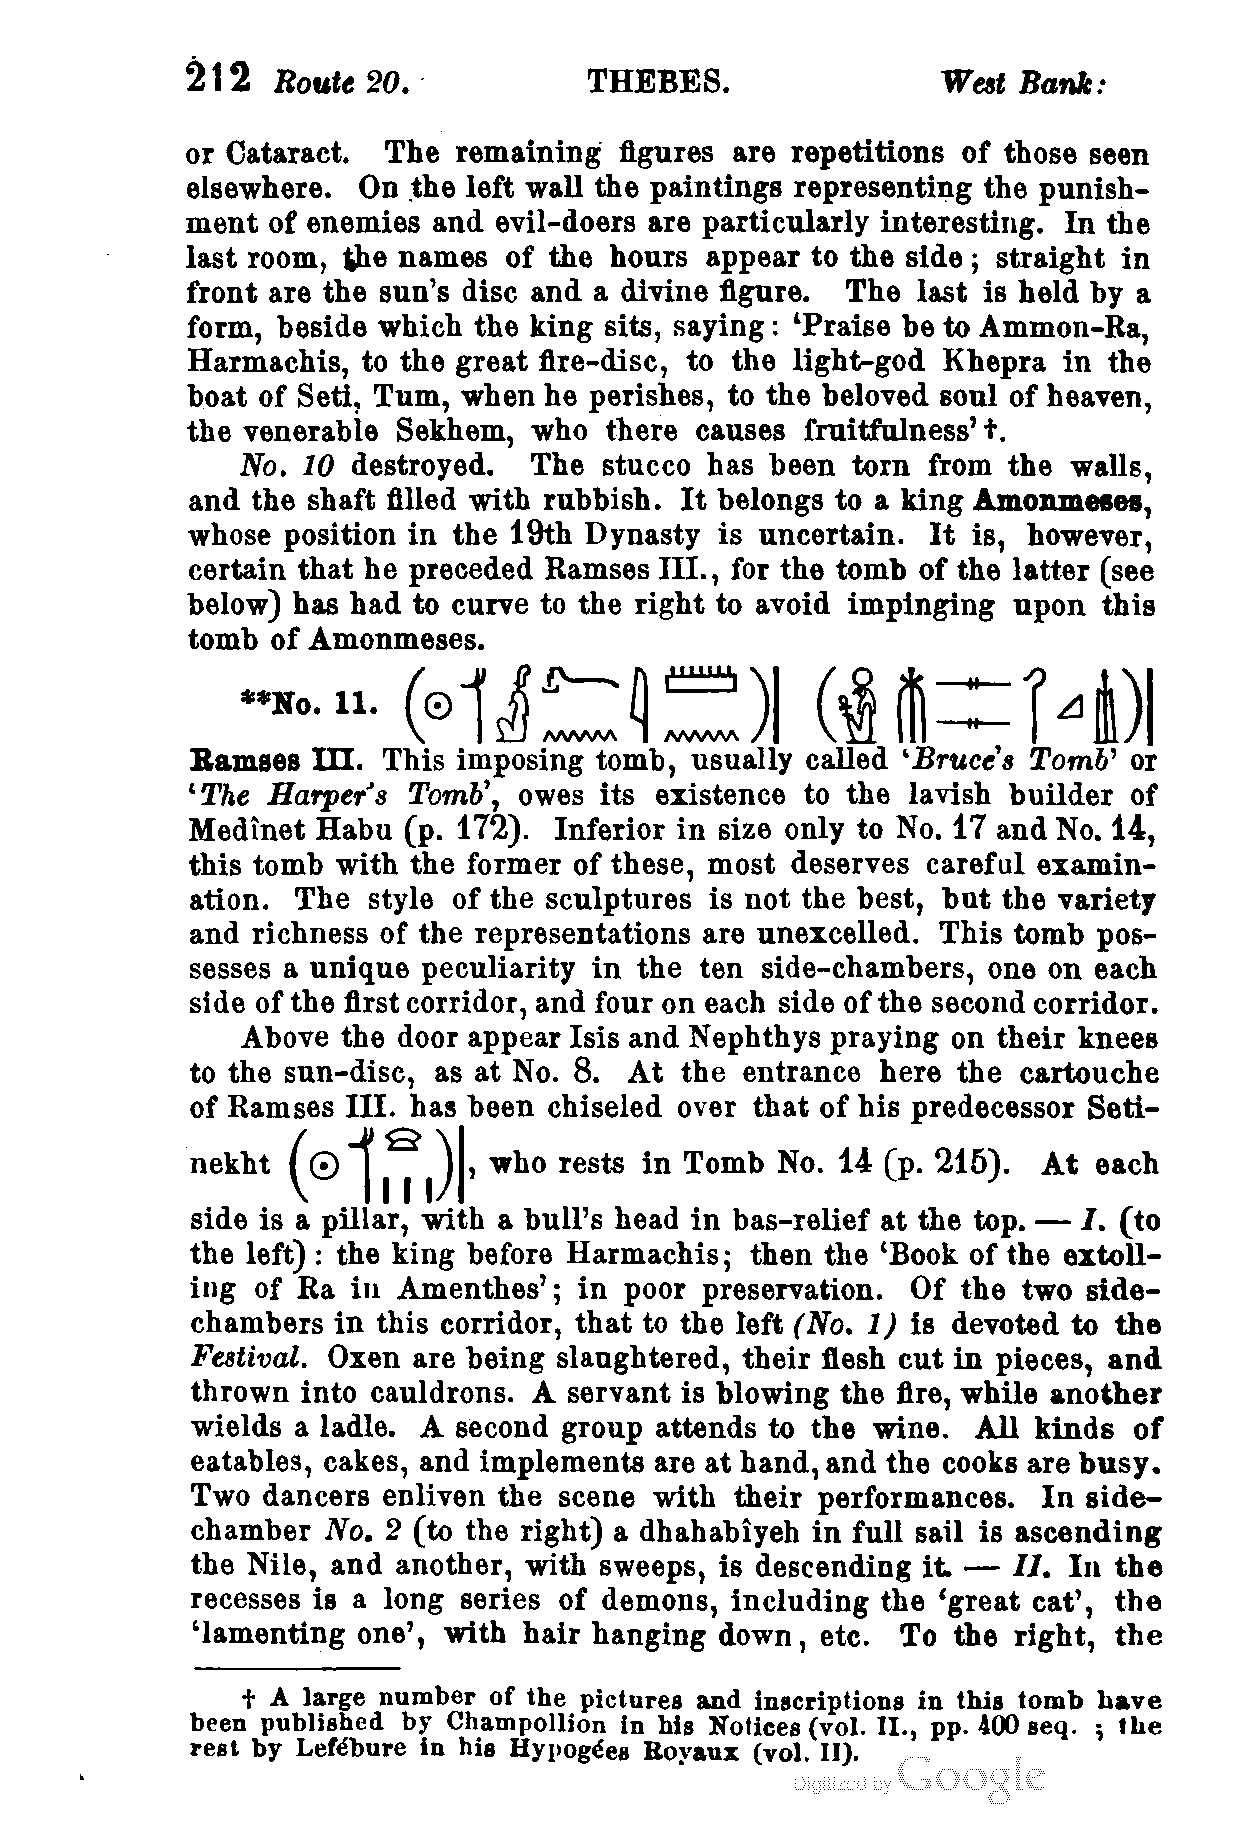 212 Route 20. THEBES. West Bank:
or Cataract. The remaining figures are repetitions of those seen
elsewhere. On the left wall the paintings representing the punish-
ment of enemies and evil-doers are particularly interesting. In the
last room, the names of the hours appear to the side; straight in
front are the sun's disc and a divine figure. The last is held by a
form, beside which the king sits, saying: 'Praise be to Ammon-Ra,
Harmachis, to the great fire-disc, to the light-god Khepra in the
boat of Seti, Tum, when he perishes, to the beloved soul of heaven,
the venerable Sekhem, who there causes fruitfulness' †.
No. 10 destroyed. The stucco has been torn from the walls,
and the shaft filled with rubbish. It belongs to a king Amonmeses,
whose position in the 19th Dynasty is uncertain. It is, however,
certain that he preceded Ramses III., for the tomb of the latter (see
below) has had to curve to the right to avoid impinging upon this
tomb of Amonmeses.
**No. 11.
Ramses III. This imposing tomb, usually called 'Bruce's Tomb' or
'The Harper's Tomb', owes its existence to the lavish builder of
Medînet Habu (p. 172). Inferior in size only to No. 17 and No. 14,
this tomb with the former of these, most deserves careful examin-
ation. The style of the sculptures is not the best, but the variety
and richness of the representations are unexcelled. This tomb pos-
sesses a unique peculiarity in the ten side-chambers, one on each
side of the first corridor, and four on each side of the second corridor.
Above the door appear Isis and Nephthys praying on their knees
to the sun-disc, as at No. 8. At the entrance here the cartouche
of Ramses III. has been chiseled over that of his predecessor Seti-
nekht , who rests in Tomb No. 14 (p. 215). At each
side is a pillar, with a bull's head in bas-relief at the top. — I. (to
the left): the king before Harmachis; then the 'Book of the extoll-
ing of Ra in Amenthes'; in poor preservation. Of the two side-
chambers in this corridor, that to the left (No. 1) is devoted to the
Festival. Oxen are being slaughtered, their flesh cut in pieces, and
thrown into cauldrons. A servant is blowing the fire, while another
wields a ladle. A second group attends to the wine. All kinds of
eatables, cakes, and implements are at hand, and the cooks are busy.
Two dancers enliven the scene with their performances. In side-
chamber No. 2 (to the right) a dhahabîyeh in full sail is ascending
the Nile, and another, with sweeps, is descending it. — II. In the
recesses is a long series of demons, including the 'great cat', the
'lamenting one', with hair hanging down, etc. To the right, the
† A large number of the pictures and inscriptions in this tomb have
been published by Champollion in his Notices (vol. II., pp. 400 seq. ; the
rest by Lefébure in his Hypogées Royaux (vol. II).
Digitized by Google